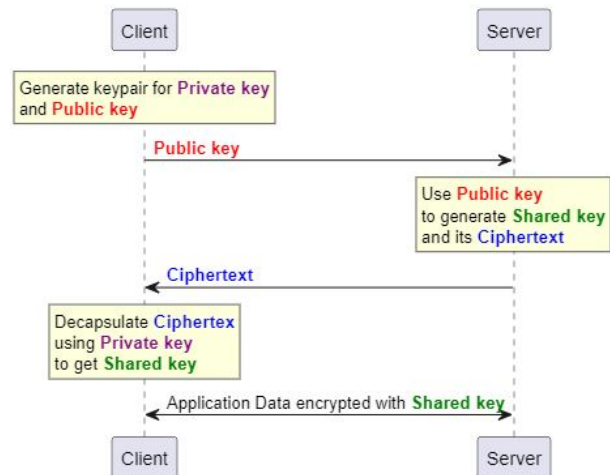 Client
Server
Generate keypair for Private key
and Public key
Public key
Use Public key
to generate Shared key
and its Ciphertext
Ciphertext
Decapsulate Ciphertex
using Private key
to get Shared key
Application Data encrypted with Shared key
Client
Server